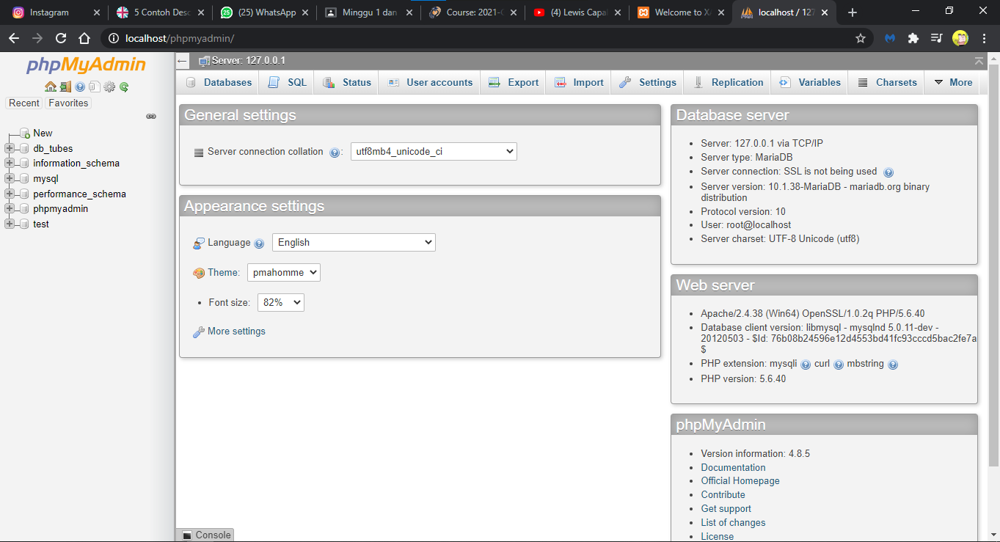 Instagram
5 Contoh Desc
(25) WhatsApp
Minggu 1 dan
Course: 2021-
(4) Lewis Capal
Welcome to X
localhost / 127
localhost/phpmyadmin/
phpMyAdmin
Recent
Favorites
New
db_tubes
information_schema
mysql
performance_schema
phpmyadmin
test
Server: 127.0.0.1
Databases
SQL
Status
User accounts
Export
Import
Settings
Replication
Variables
Charsets
More
General settings
Server connection collation
:
utf8mb4_unicode_ci
Appearance settings
Language
English
Theme:
pmahomme
• Font size:
82%
More settings
Database server
• Server: 127.0.0.1 via TCP/IP
• Server type: MariaDB
• Server connection: SSL is not being used
• Server version: 10.1.38-MariaDB - mariadb.org binary
distribution
• Protocol version: 10
• User: root@localhost
• Server charset: UTF-8 Unicode (utf8)
Web server
• Apache/2.4.38 (Win64) OpenSSL/1.0.2q PHP/5.6.40
• Database client version: libmysql - mysqlnd 5.0.11-dev -
20120503 - $Id: 76b08b24596e12d4553bd41fc93cccd5bac2fe7a
$
• PHP extension: mysqli curl mbstring
• PHP version: 5.6.40
phpMyAdmin
• Version information: 4.8.5
• Documentation
• Official Homepage
• Contribute
• Get support
• List of changes
• License
Console